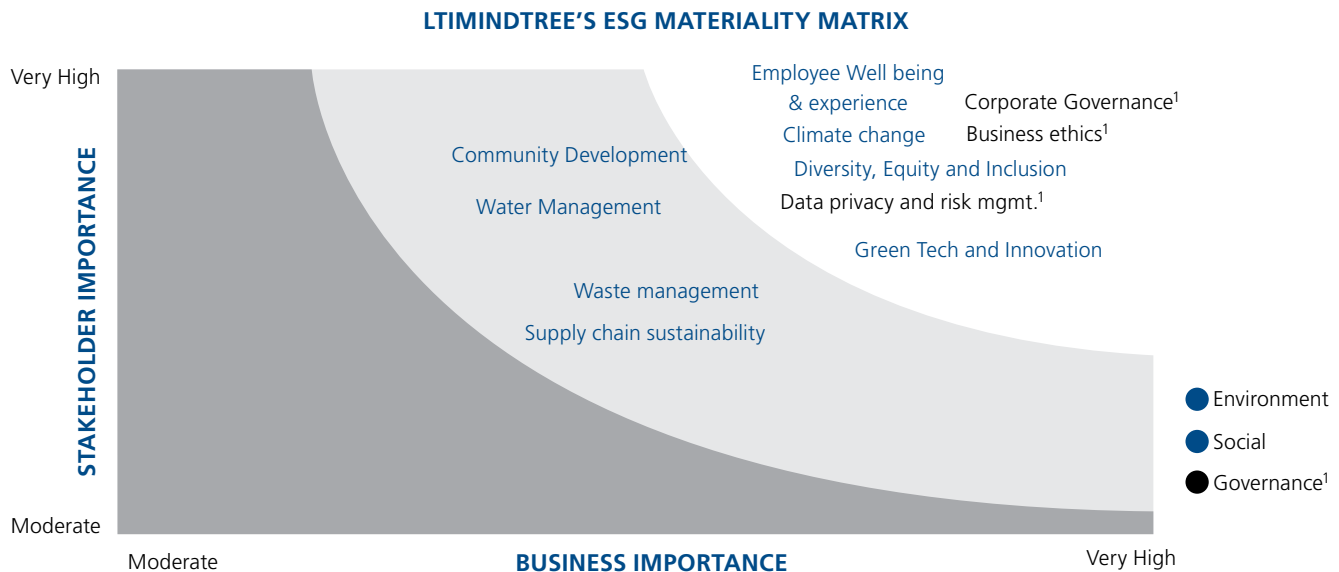 LTIMINDTREE'S ESG MATERIALITY MATRIX
Very High
Employee Well being
& experience
Corporate Governance¹
Climate change
Business ethics¹
Community Development
Diversity, Equity and Inclusion
Water Management
Data privacy and risk mgmt.¹
Green Tech and Innovation
Waste management
Supply chain sustainability
STAKEHOLDER IMPORTANCE
Environment
Social
Governance¹
Moderate
Moderate
BUSINESS IMPORTANCE
Very High